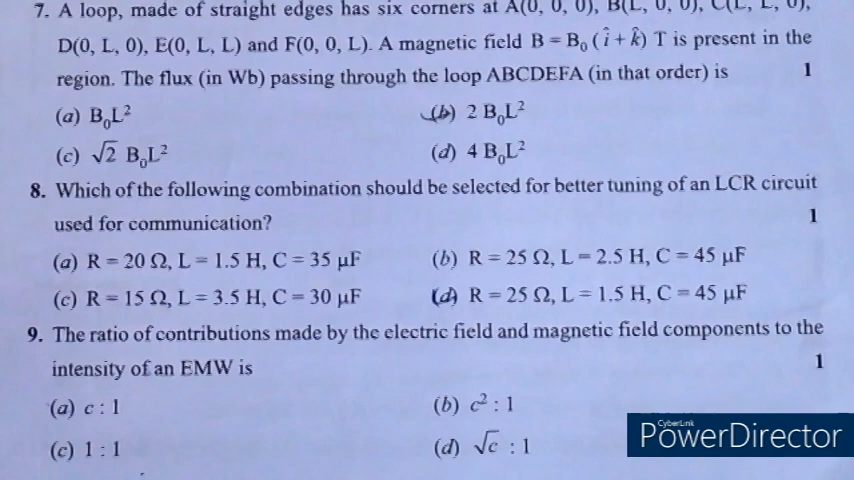 7. A loop, made of straight edges has six corners at A(0, 0, 0), B(L, 0, 0), C(L, L, 0),
D(0, L, 0), E(0, L, L) and F(0, 0, L). A magnetic field B = B₀ (î + k̂) T is present in the
region. The flux (in Wb) passing through the loop ABCDEFA (in that order) is 1
(a) B₀L² (b) 2 B₀L²
(c) √2 B₀L² (d) 4 B₀L²
8. Which of the following combination should be selected for better tuning of an LCR circuit
used for communication? 1
(a) R = 20 Ω, L = 1.5 H, C = 35 μF (b) R = 25 Ω, L = 2.5 H, C = 45 μF
(c) R = 15 Ω, L = 3.5 H, C = 30 μF (d) R = 25 Ω, L = 1.5 H, C = 45 μF
9. The ratio of contributions made by the electric field and magnetic field components to the
intensity of an EMW is 1
(a) c : 1 (b) c² : 1
(c) 1 : 1 (d) √c : 1
CyberLink
PowerDirector